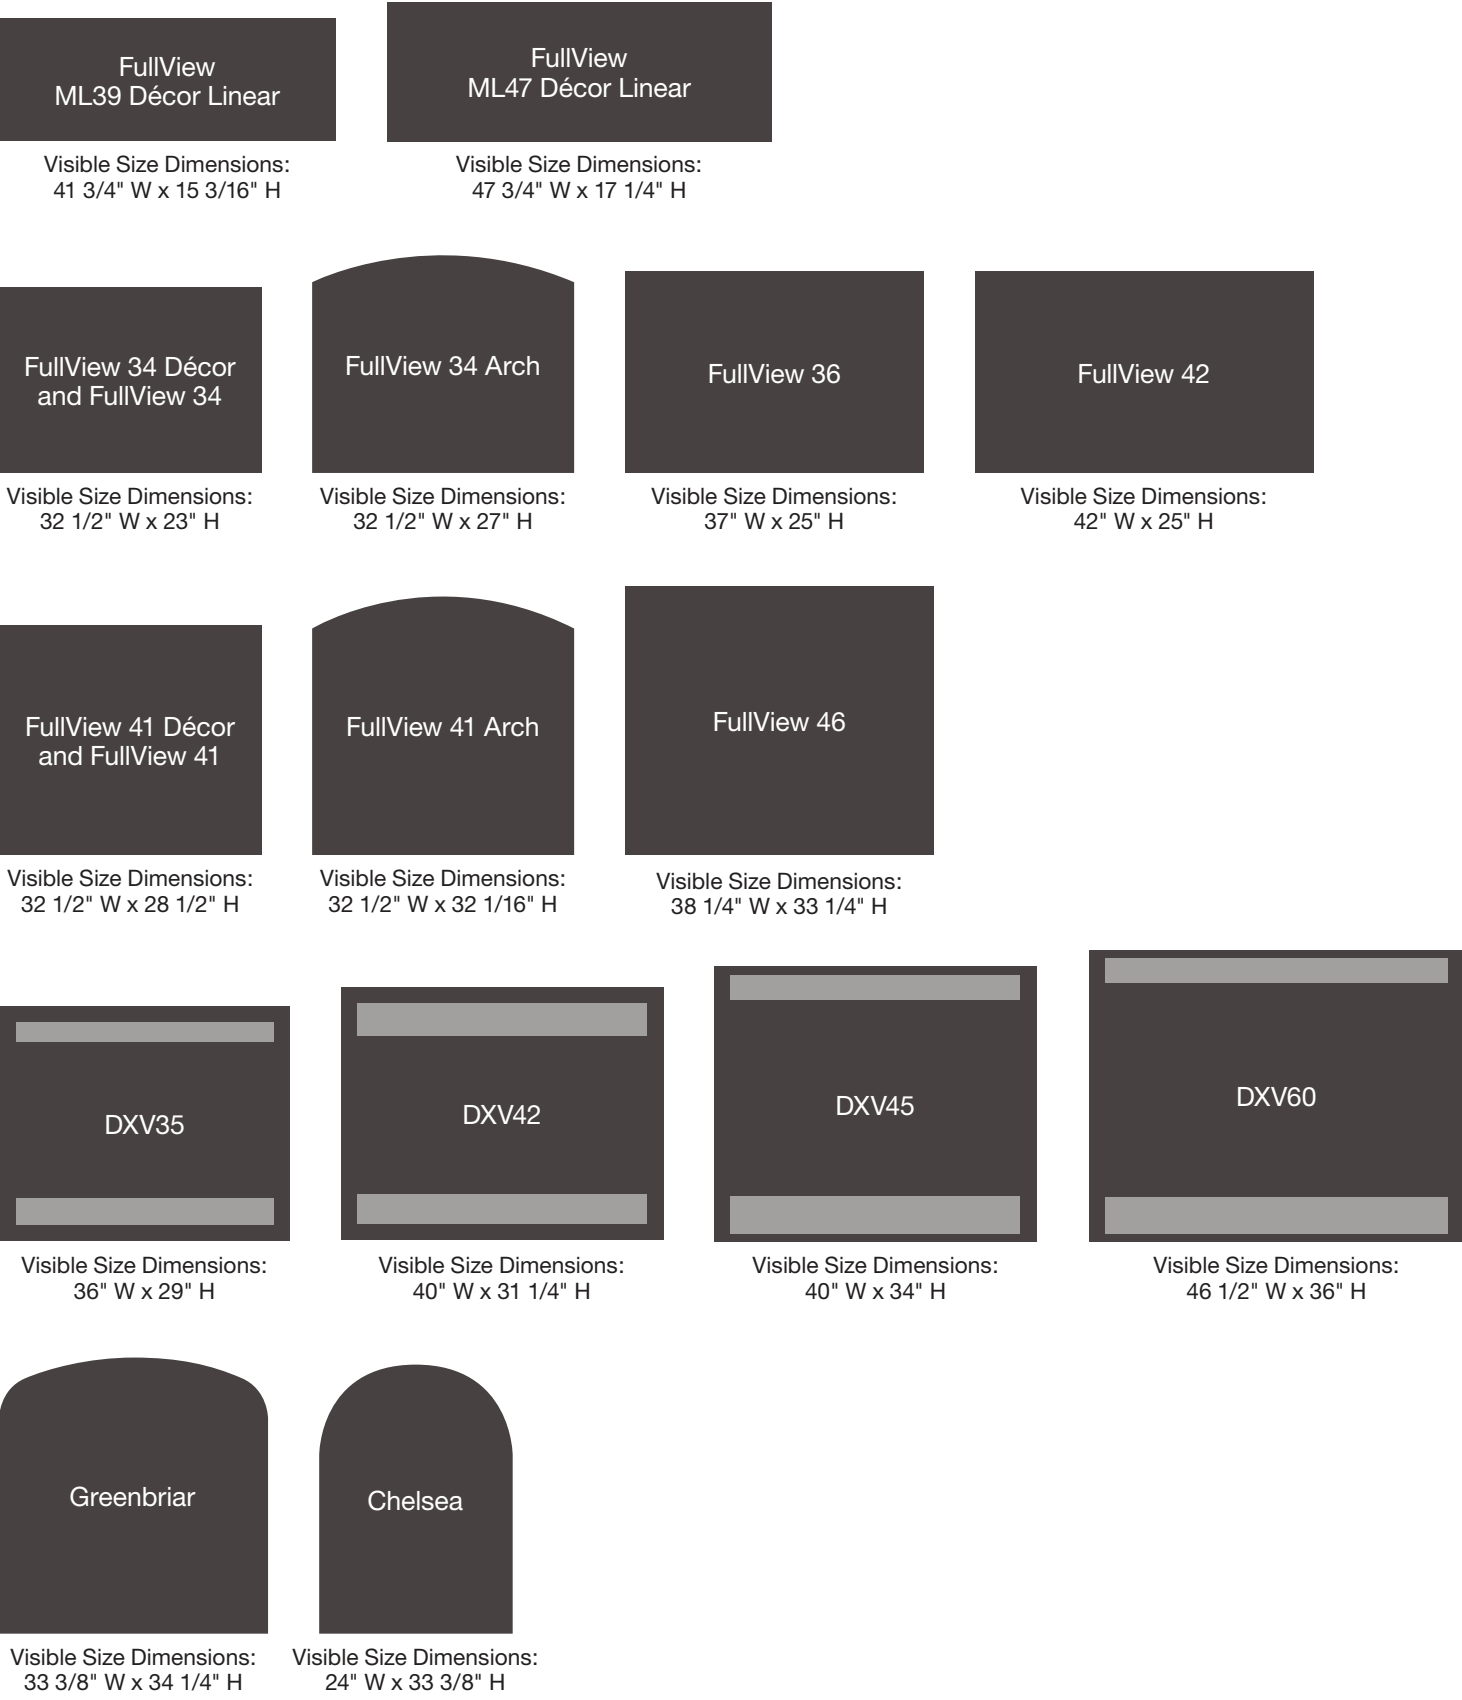 FullView
ML39 Décor Linear
Visible Size Dimensions:
41 3/4" W x 15 3/16" H
FullView
ML47 Décor Linear
Visible Size Dimensions:
47 3/4" W x 17 1/4" H
FullView 34 Décor
and FullView 34
Visible Size Dimensions:
32 1/2" W x 23" H
FullView 34 Arch
Visible Size Dimensions:
32 1/2" W x 27" H
FullView 36
Visible Size Dimensions:
37" W x 25" H
FullView 42
Visible Size Dimensions:
42" W x 25" H
FullView 41 Décor
and FullView 41
Visible Size Dimensions:
32 1/2" W x 28 1/2" H
FullView 41 Arch
Visible Size Dimensions:
32 1/2" W x 32 1/16" H
FullView 46
Visible Size Dimensions:
38 1/4" W x 33 1/4" H
DXV35
Visible Size Dimensions:
36" W x 29" H
DXV42
Visible Size Dimensions:
40" W x 31 1/4" H
DXV45
Visible Size Dimensions:
40" W x 34" H
DXV60
Visible Size Dimensions:
46 1/2" W x 36" H
Greenbriar
Visible Size Dimensions:
33 3/8" W x 34 1/4" H
Chelsea
Visible Size Dimensions:
24" W x 33 3/8" H